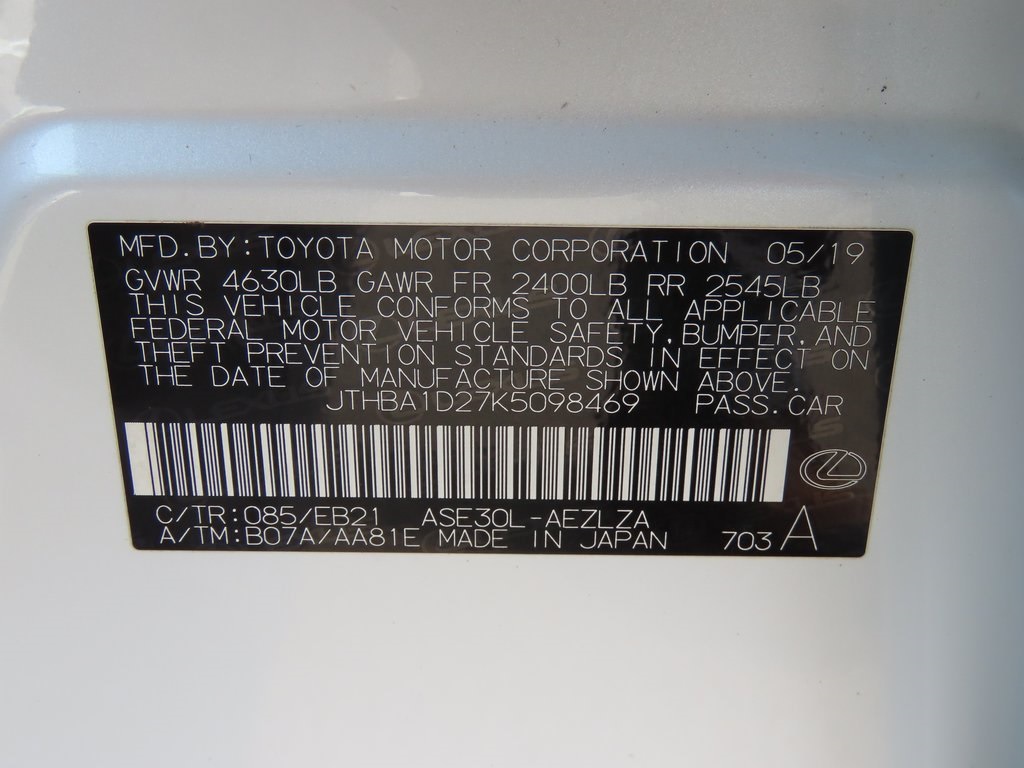 MFD.BY:TOYOTA MOTOR CORPORATION 05/19
GVWR 4630LB GAWR FR 2400LB RR 2545LB
THIS VEHICLE CONFORMS TO ALL APPLICABLE
FEDERAL MOTOR VEHICLE SAFETY,BUMPER,AND
THEFT PREVENTION STANDARDS IN EFFECT ON
THE DATE OF MANUFACTURE SHOWN ABOVE.
JTHBA1D27K5098469 PASS.CAR
C/TR:085/EB21 ASE30L-AEZLZA
A/TM:B07A/AA81E MADE IN JAPAN 703 A